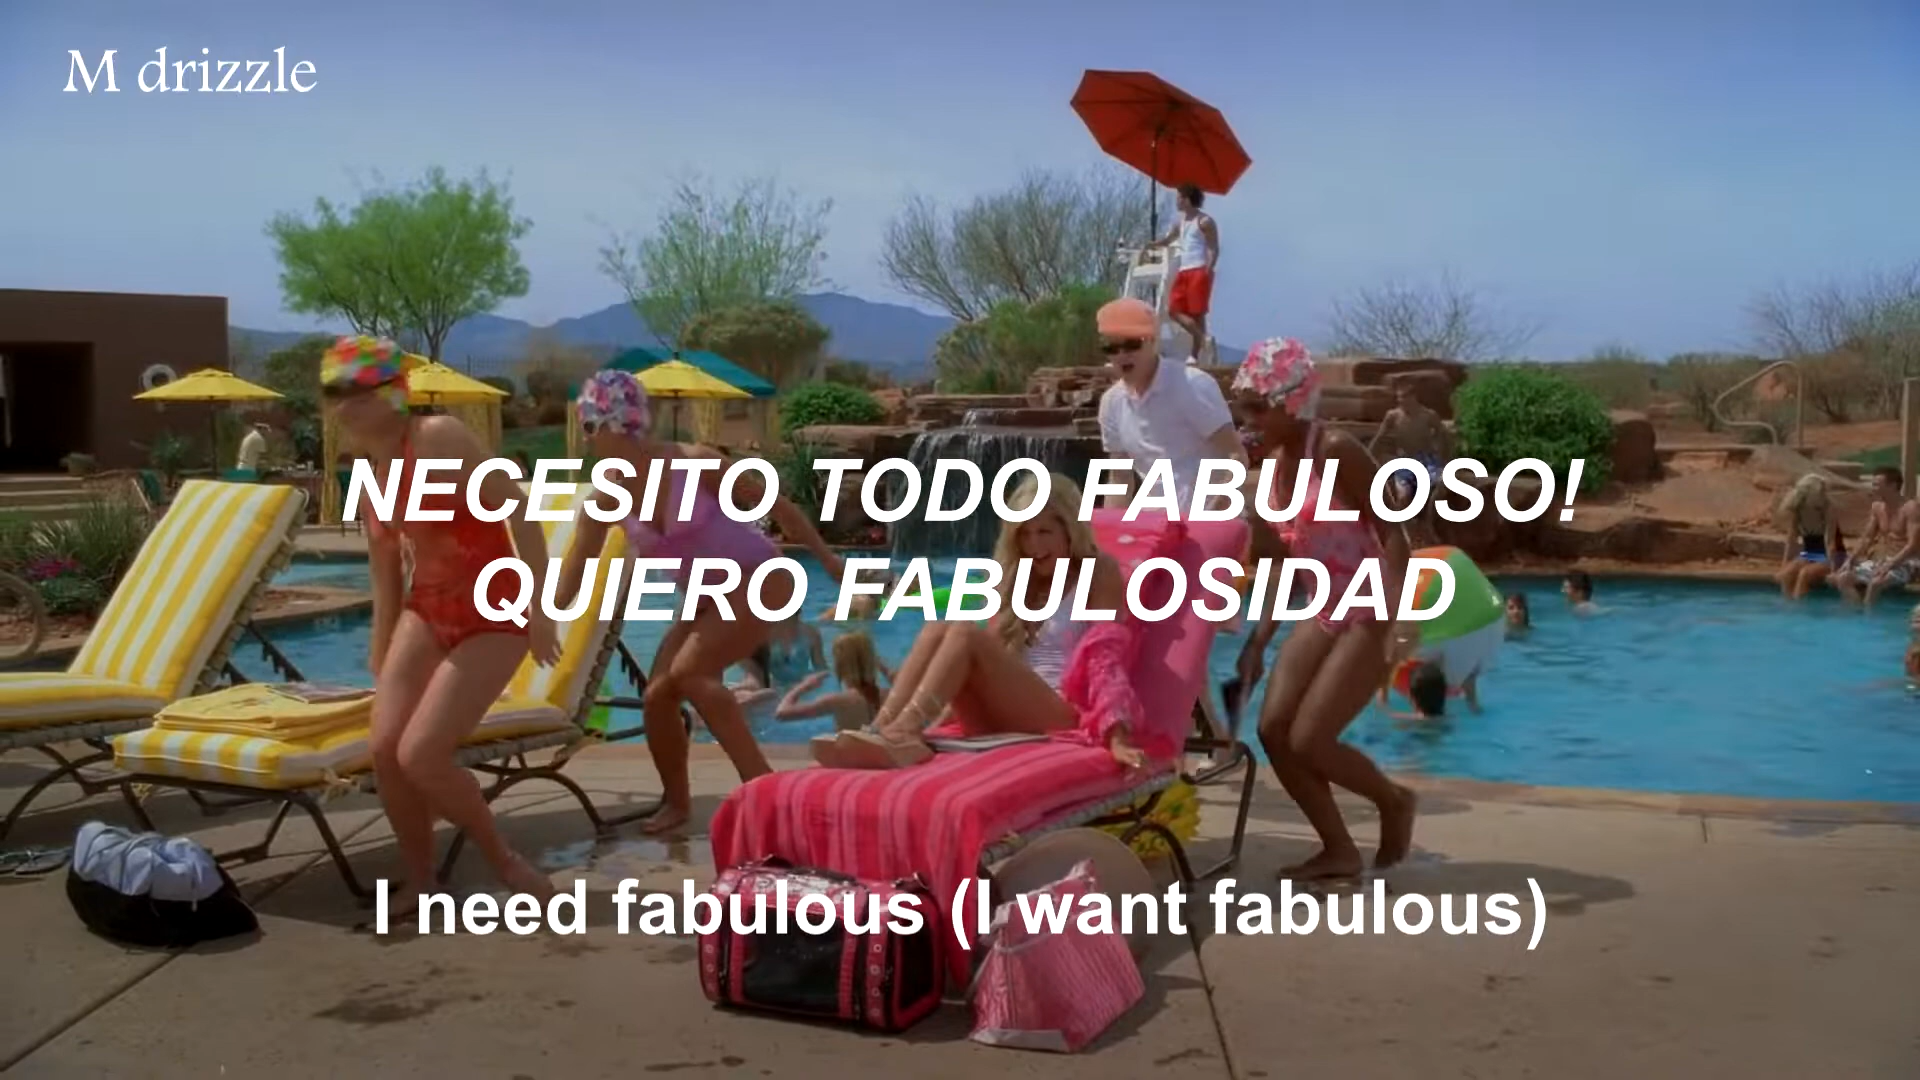 M drizzle
NECESITO TODO FABULOSO!
QUIERO FABULOSIDAD
I need fabulous (I want fabulous)